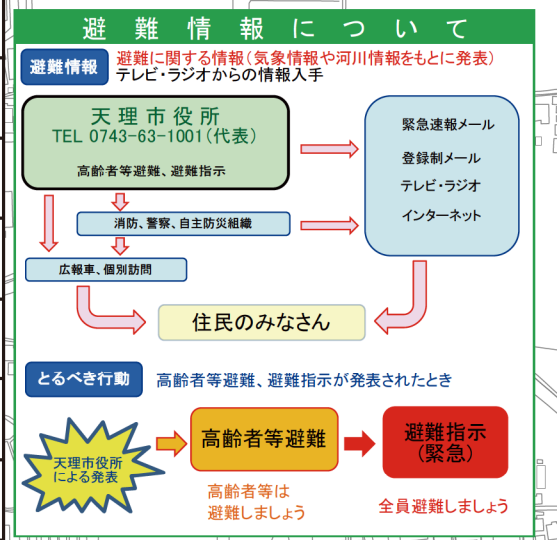 避難情報について
避難情報
避難に関する情報（気象情報や河川情報をもとに発表）
テレビ・ラジオからの情報入手
天理市役所
TEL 0743-63-1001（代表）
高齢者等避難、避難指示
緊急速報メール
登録制メール
テレビ・ラジオ
インターネット
消防、警察、自主防災組織
広報車、個別訪問
住民のみなさん
とるべき行動
高齢者等避難、避難指示が発表されたとき
天理市役所
による発表
高齢者等避難
避難指示
（緊急）
高齢者等は
避難しましょう
全員避難しましょう